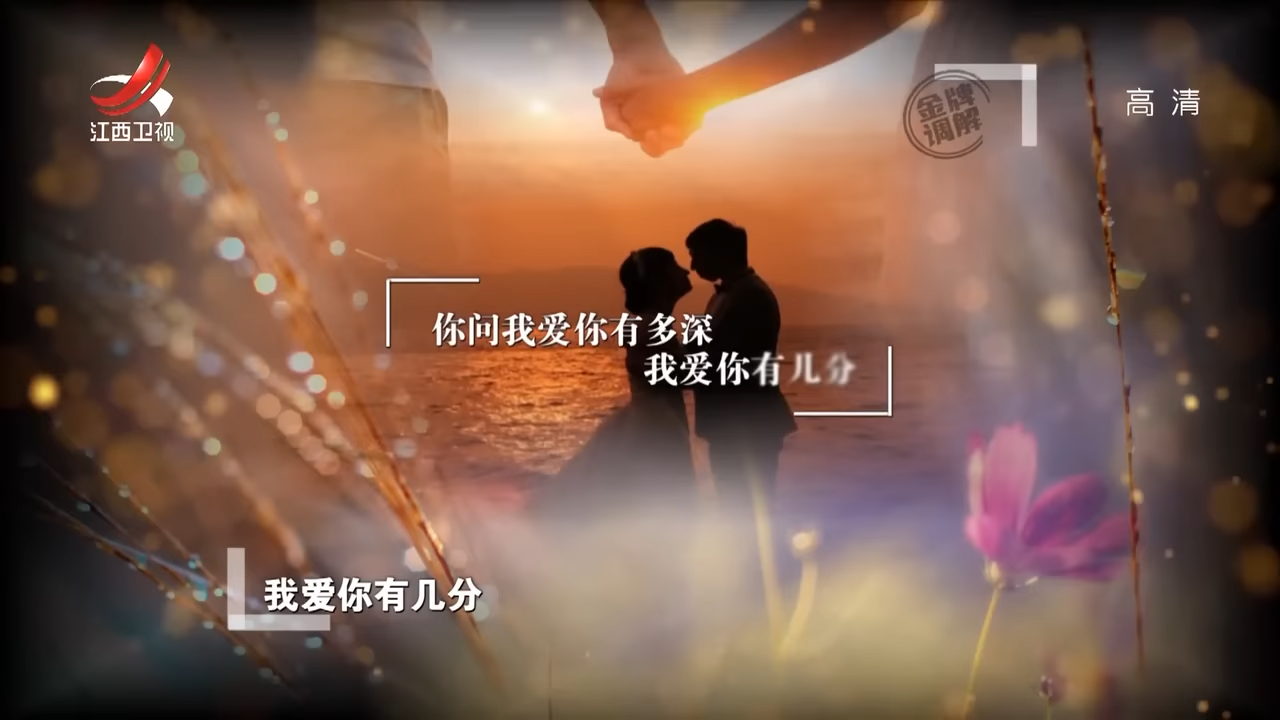 江西卫视
金牌
调解
高清
你问我爱你有多深
我爱你有几分
我爱你有几分